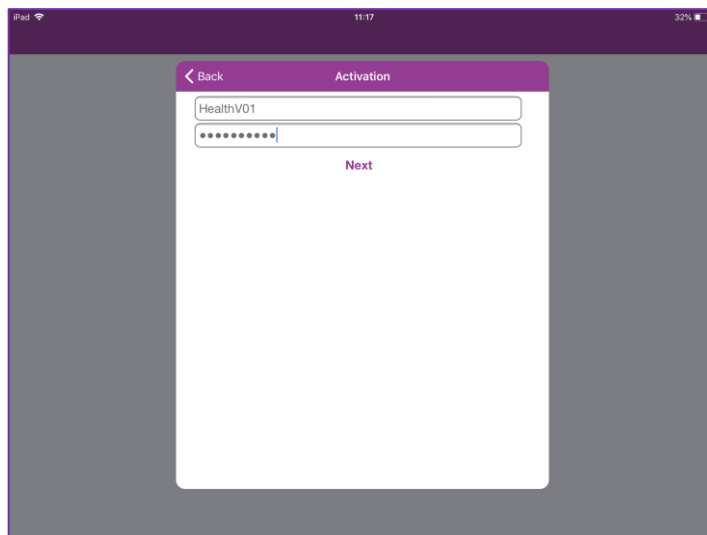 iPad 11:17 32%
Back Activation
HealthV01
••••••••••
Next